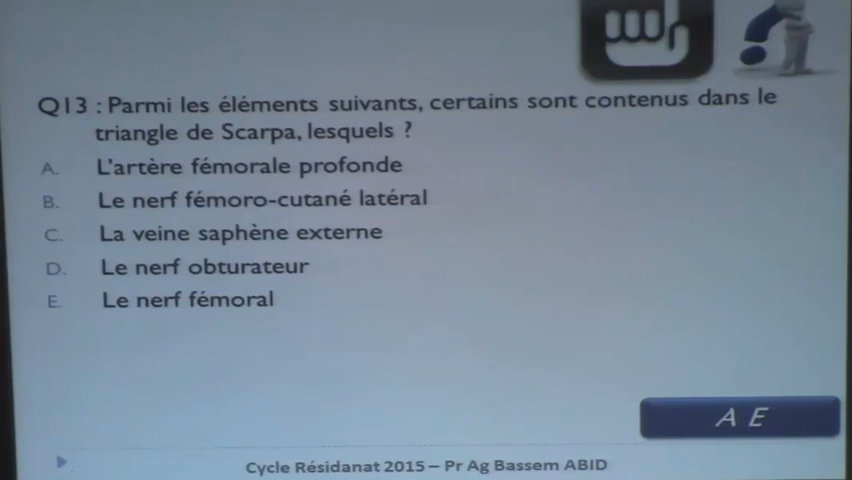 Q13 : Parmi les éléments suivants, certains sont contenus dans le
triangle de Scarpa, lesquels ?
A. L'artère fémorale profonde
B. Le nerf fémoro-cutané latéral
C. La veine saphène externe
D. Le nerf obturateur
E. Le nerf fémoral
A E
Cycle Résidanat 2015 – Pr Ag Bassem ABID